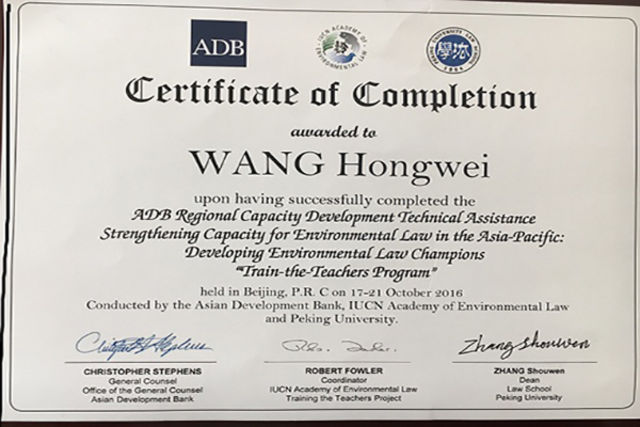 ADB
IUCN ACADEMY OF
ENVIRONMENTAL LAW
PEKING UNIVERSITY LAW SCHOOL
1904
Certificate of Completion
awarded to
WANG Hongwei
upon having successfully completed the
ADB Regional Capacity Development Technical Assistance
Strengthening Capacity for Environmental Law in the Asia-Pacific:
Developing Environmental Law Champions
"Train-the-Teachers Program"
held in Beijing, P.R. C on 17-21 October 2016
Conducted by the Asian Development Bank, IUCN Academy of Environmental Law
and Peking University.
Zhang Shouwen
CHRISTOPHER STEPHENS
General Counsel
Office of the General Counsel
Asian Development Bank
ROBERT FOWLER
Coordinator
IUCN Academy of Environmental Law
Training the Teachers Project
ZHANG Shouwen
Dean
Law School
Peking University